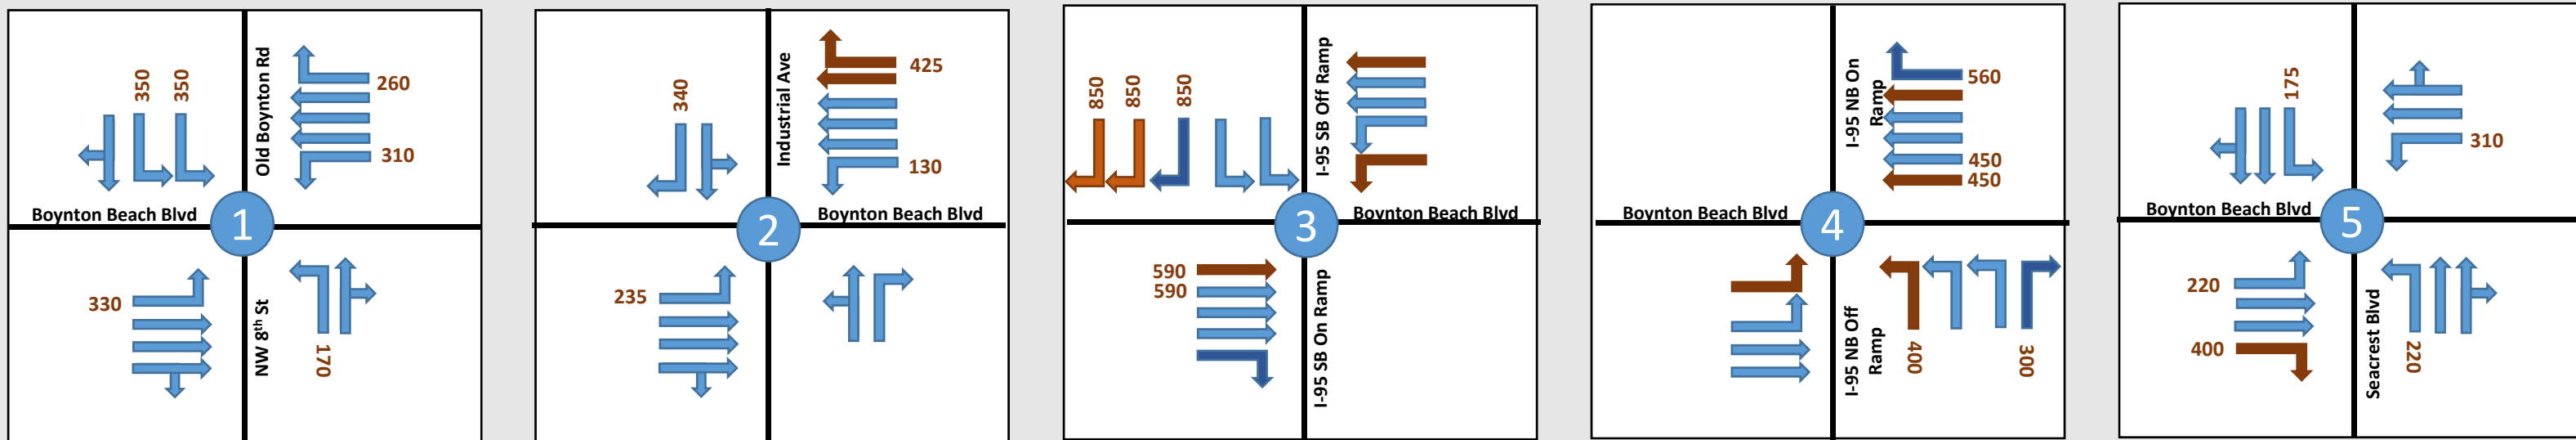 350
350
Old Boynton Rd
260
310
Boynton Beach Blvd
1
330
NW 8th St
170
340
Industrial Ave
425
130
Boynton Beach Blvd
2
235
850
850
850
I-95 SB Off Ramp
Boynton Beach Blvd
3
590
590
I-95 SB On Ramp
I-95 NB On
Ramp
560
450
450
Boynton Beach Blvd
4
I-95 NB Off
Ramp
400
300
175
310
Boynton Beach Blvd
5
220
400
Seacrest Blvd
220